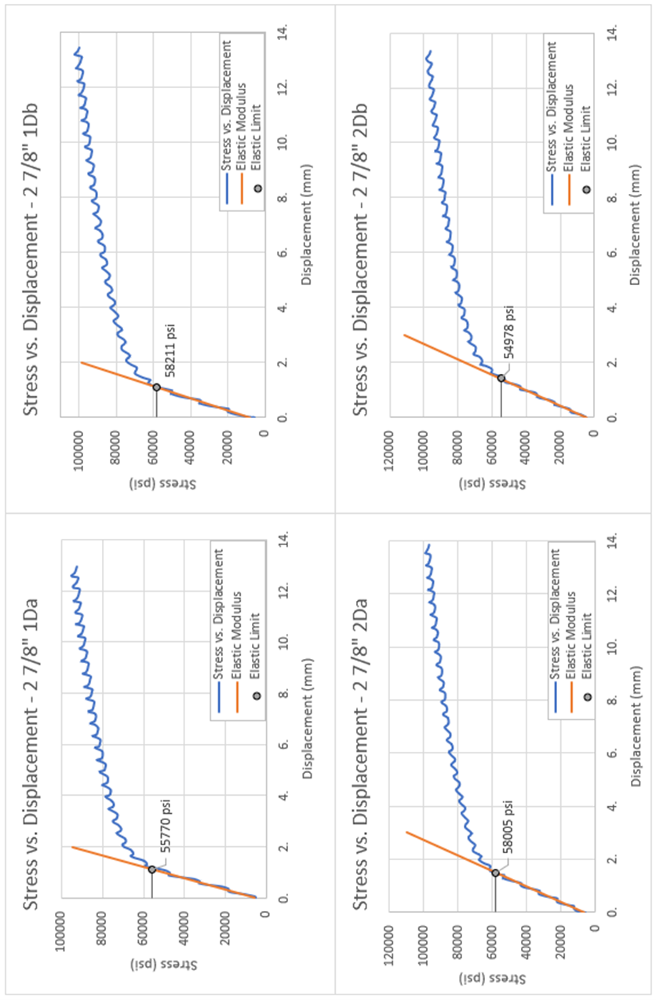 Stress vs. Displacement - 2 7/8" 1Da
100000
80000
60000
40000
20000
0
Stress (psi)
55770 psi
Stress vs. Displacement
Elastic Modulus
Elastic Limit
0. 2. 4. 6. 8. 10. 12. 14.
Displacement (mm)
Stress vs. Displacement - 2 7/8" 1Db
100000
80000
60000
40000
20000
0
Stress (psi)
58211 psi
Stress vs. Displacement
Elastic Modulus
Elastic Limit
0. 2. 4. 6. 8. 10. 12. 14.
Displacement (mm)
Stress vs. Displacement - 2 7/8" 2Da
120000
100000
80000
60000
40000
20000
0
Stress (psi)
58005 psi
Stress vs. Displacement
Elastic Modulus
Elastic Limit
0. 2. 4. 6. 8. 10. 12. 14.
Displacement (mm)
Stress vs. Displacement - 2 7/8" 2Db
120000
100000
80000
60000
40000
20000
0
Stress (psi)
54978 psi
Stress vs. Displacement
Elastic Modulus
Elastic Limit
0. 2. 4. 6. 8. 10. 12. 14.
Displacement (mm)